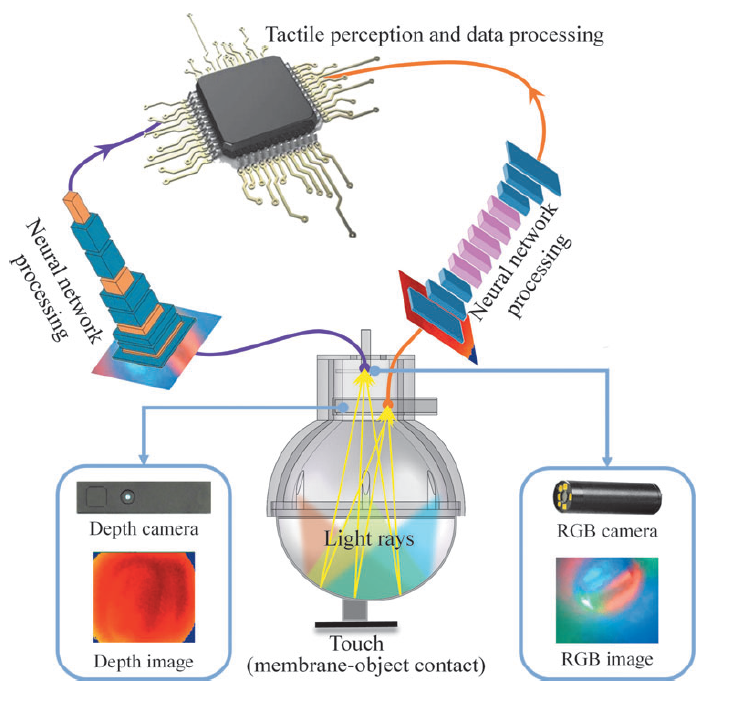 Tactile perception and data processing
Neural network
processing
Neural network
processing
Light rays
Depth camera
Depth image
RGB camera
RGB image
Touch
(membrane-object contact)